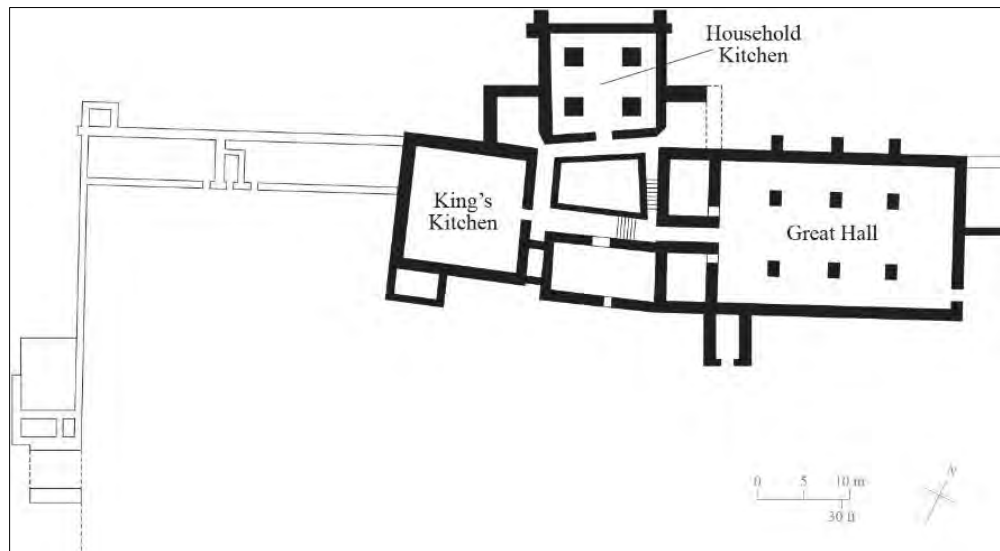 Household
Kitchen
King's
Kitchen
Great Hall
0 5 10 m
30 ft
N